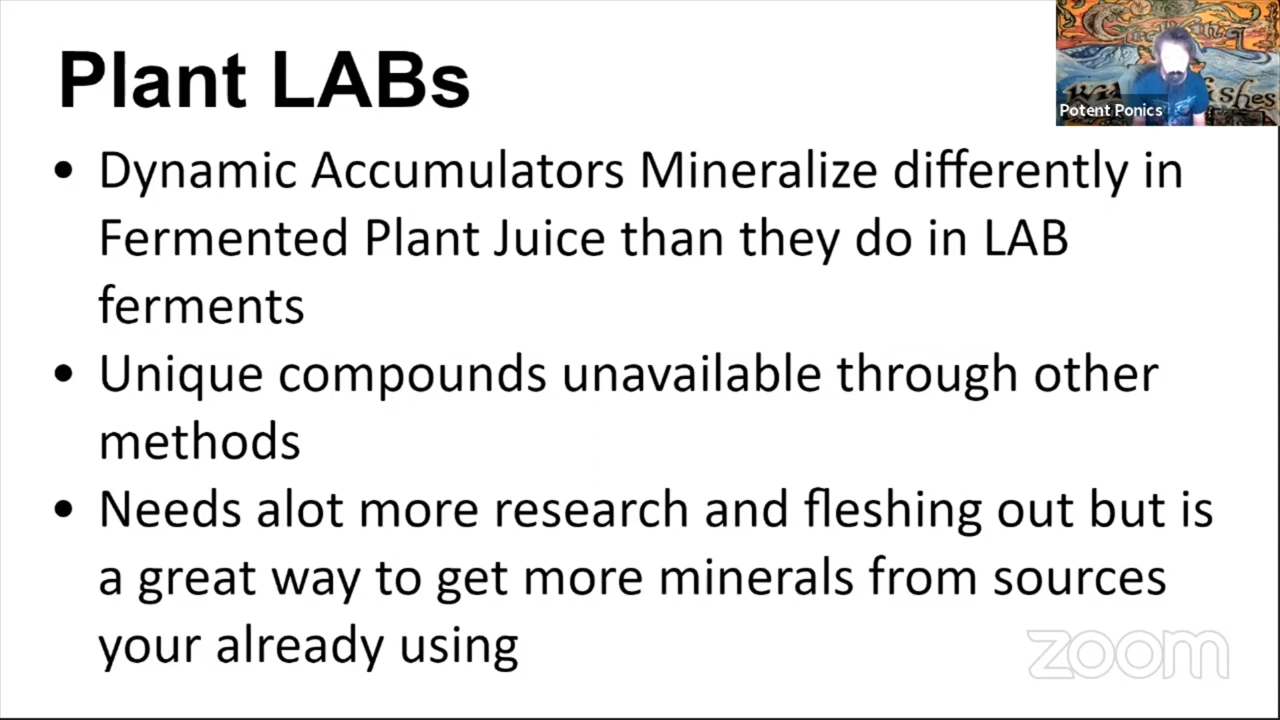 Plant LABs
• Dynamic Accumulators Mineralize differently in
Fermented Plant Juice than they do in LAB
ferments
• Unique compounds unavailable through other
methods
• Needs alot more research and fleshing out but is
a great way to get more minerals from sources
your already using
Potent Ponics
zoom